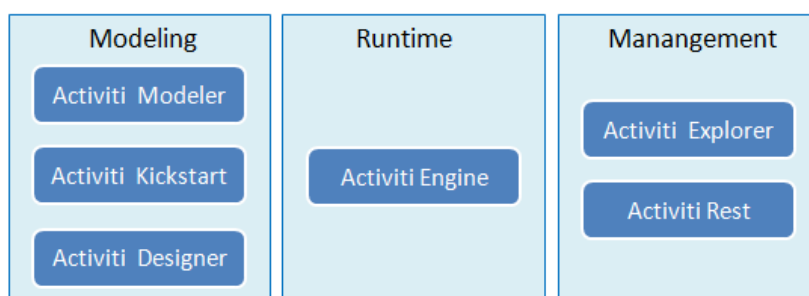 Modeling
Activiti Modeler
Activiti Kickstart
Activiti Designer
Runtime
Activiti Engine
Manangement
Activiti Explorer
Activiti Rest